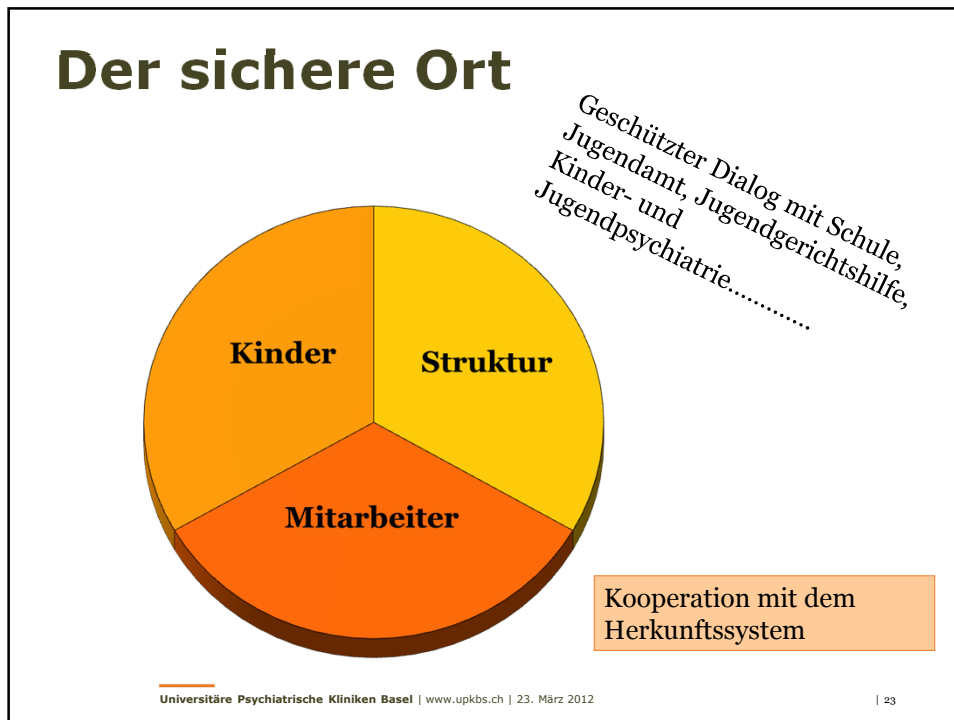 Der sichere Ort
Geschützter Dialog mit Schule,
Jugendamt, Jugendgerichtshilfe,
Kinder- und
Jugendpsychiatrie............
Kinder
Struktur
Mitarbeiter
Kooperation mit dem
Herkunftssystem
Universitäre Psychiatrische Kliniken Basel | www.upkbs.ch | 23. März 2012 | 23